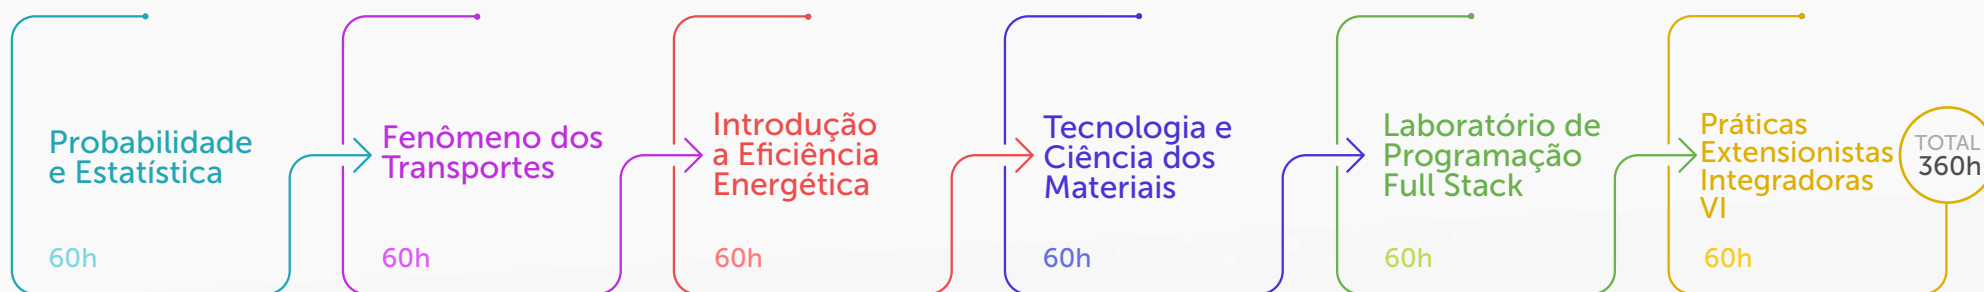 Probabilidade
e Estatística
60h
Fenômeno dos
Transportes
60h
Introdução
a Eficiência
Energética
60h
Tecnologia e
Ciência dos
Materiais
60h
Laboratório de
Programação
Full Stack
60h
Práticas
Extensionistas
Integradoras
VI
60h
TOTAL
360h